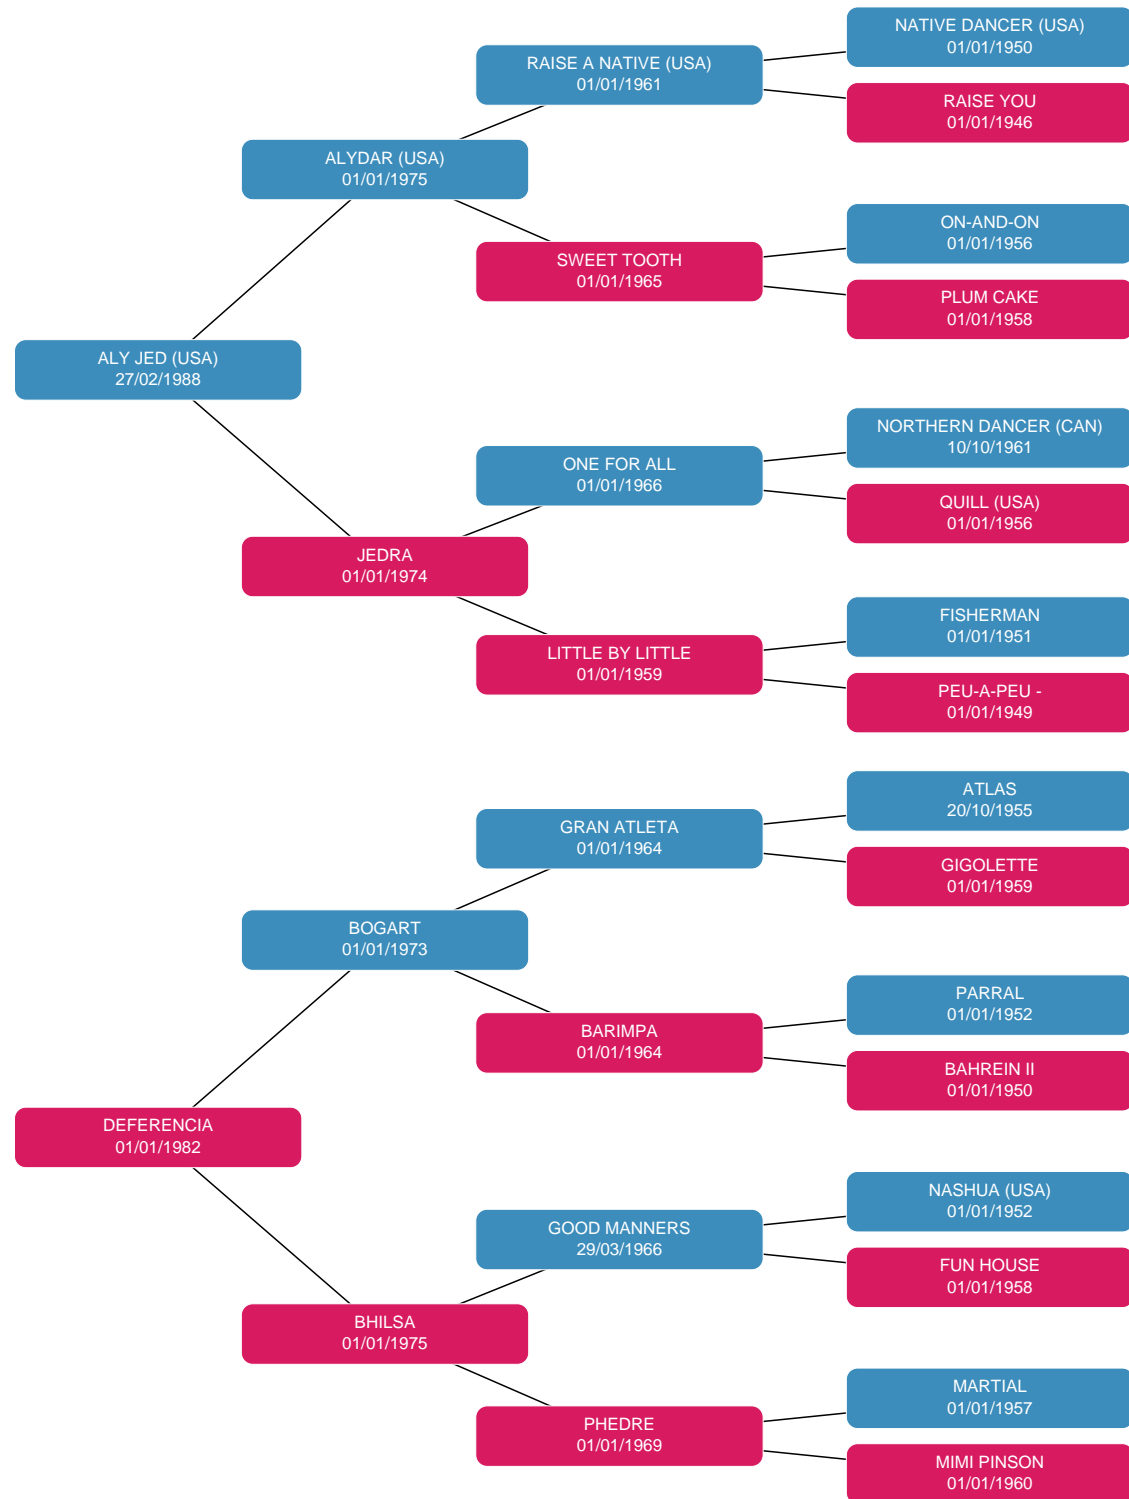 NATIVE DANCER (USA)
01/01/1950
RAISE A NATIVE (USA)
01/01/1961
RAISE YOU
01/01/1946
ALYDAR (USA)
01/01/1975
ON-AND-ON
01/01/1956
SWEET TOOTH
01/01/1965
PLUM CAKE
01/01/1958
ALY JED (USA)
27/02/1988
NORTHERN DANCER (CAN)
10/10/1961
ONE FOR ALL
01/01/1966
QUILL (USA)
01/01/1956
JEDRA
01/01/1974
FISHERMAN
01/01/1951
LITTLE BY LITTLE
01/01/1959
PEU-A-PEU -
01/01/1949
ATLAS
20/10/1955
GRAN ATLETA
01/01/1964
GIGOLETTE
01/01/1959
BOGART
01/01/1973
PARRAL
01/01/1952
BARIMPA
01/01/1964
BAHREIN II
01/01/1950
DEFERENCIA
01/01/1982
NASHUA (USA)
01/01/1952
GOOD MANNERS
29/03/1966
FUN HOUSE
01/01/1958
BHILSA
01/01/1975
MARTIAL
01/01/1957
PHEDRE
01/01/1969
MIMI PINSON
01/01/1960